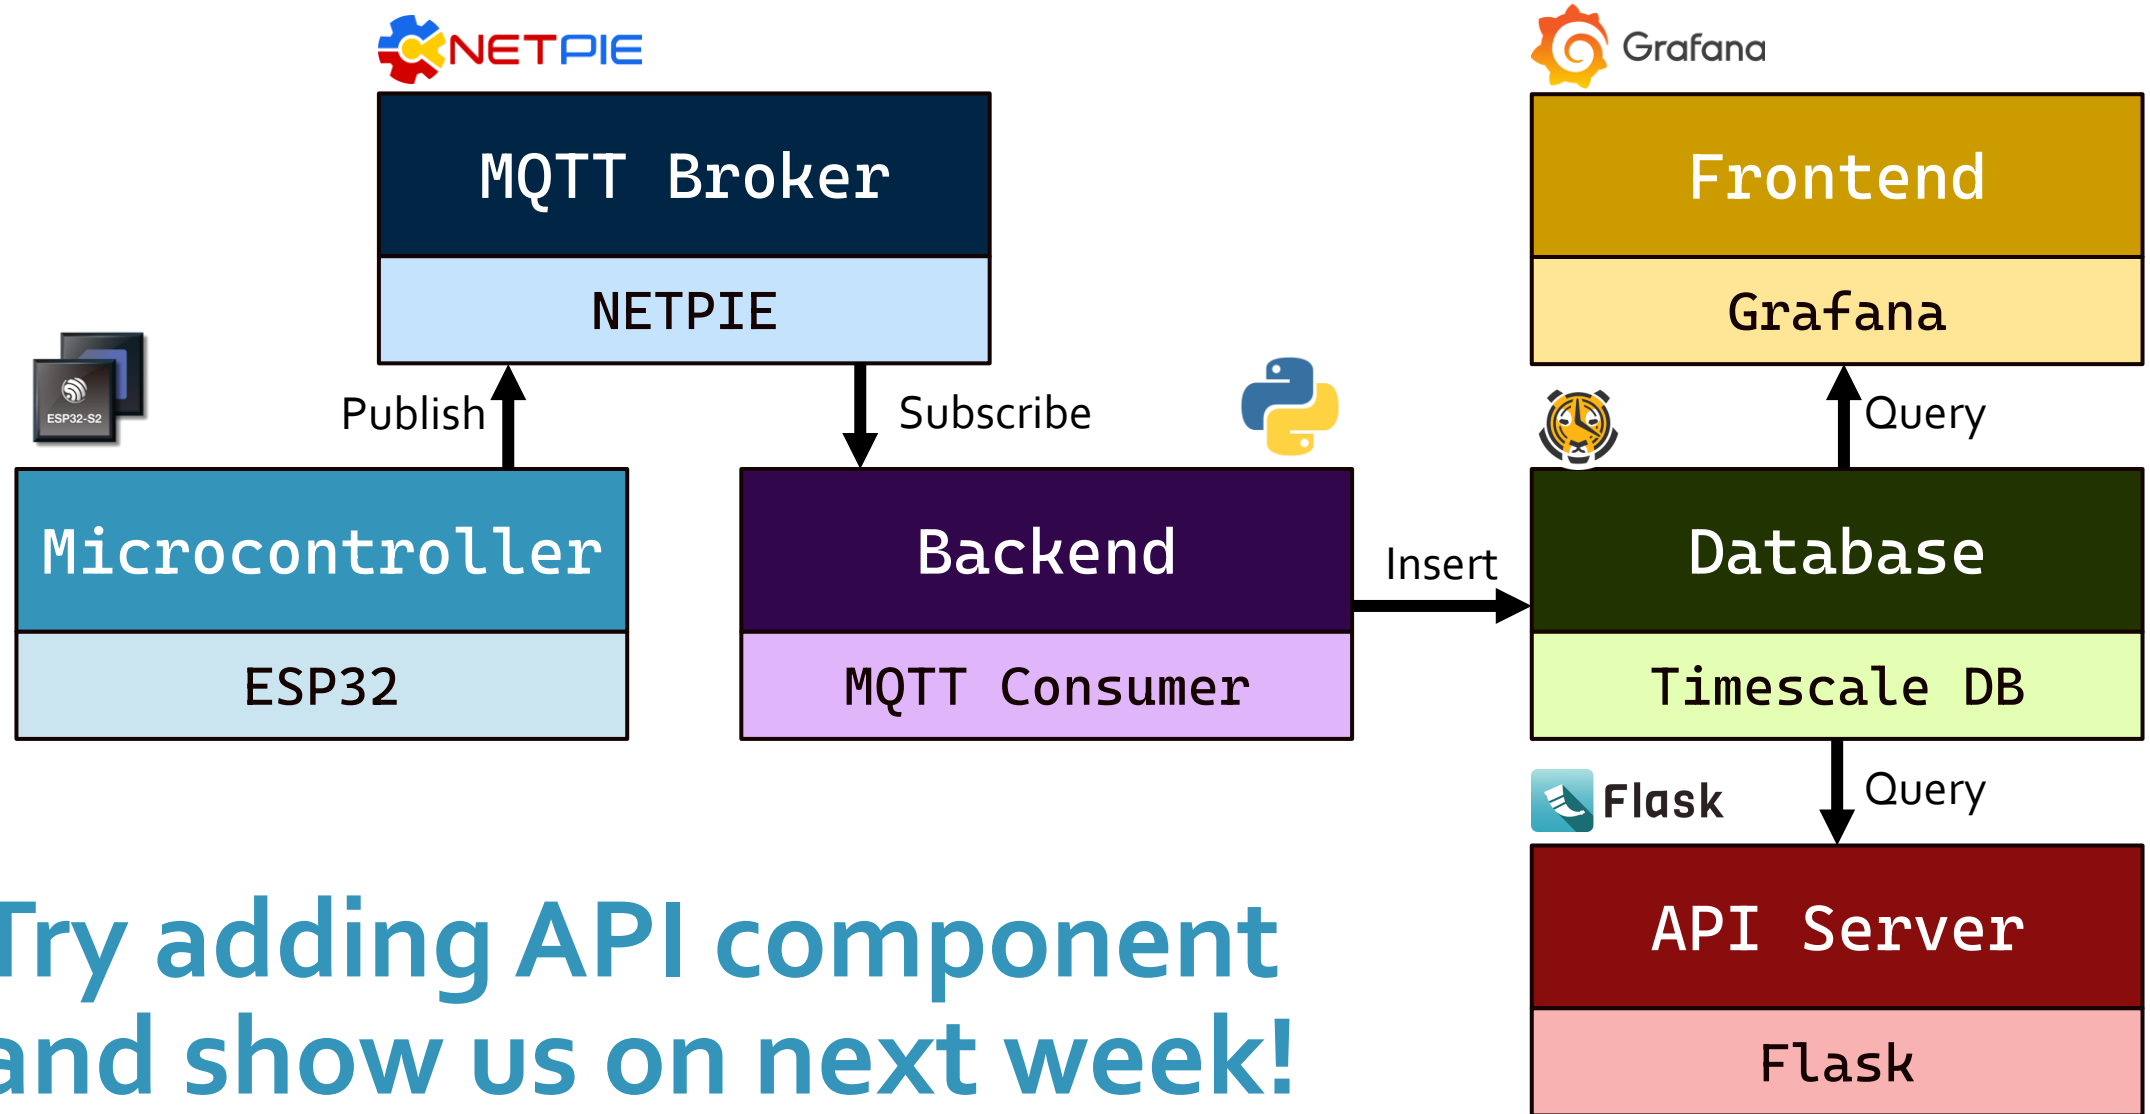 NETPIE
Grafana
MQTT Broker
NETPIE
Frontend
Grafana
ESP32-S2
Publish
Subscribe
Query
Microcontroller
ESP32
Backend
MQTT Consumer
Insert
Database
Timescale DB
Flask
Query
API Server
Flask
Try adding API component
and show us on next week!